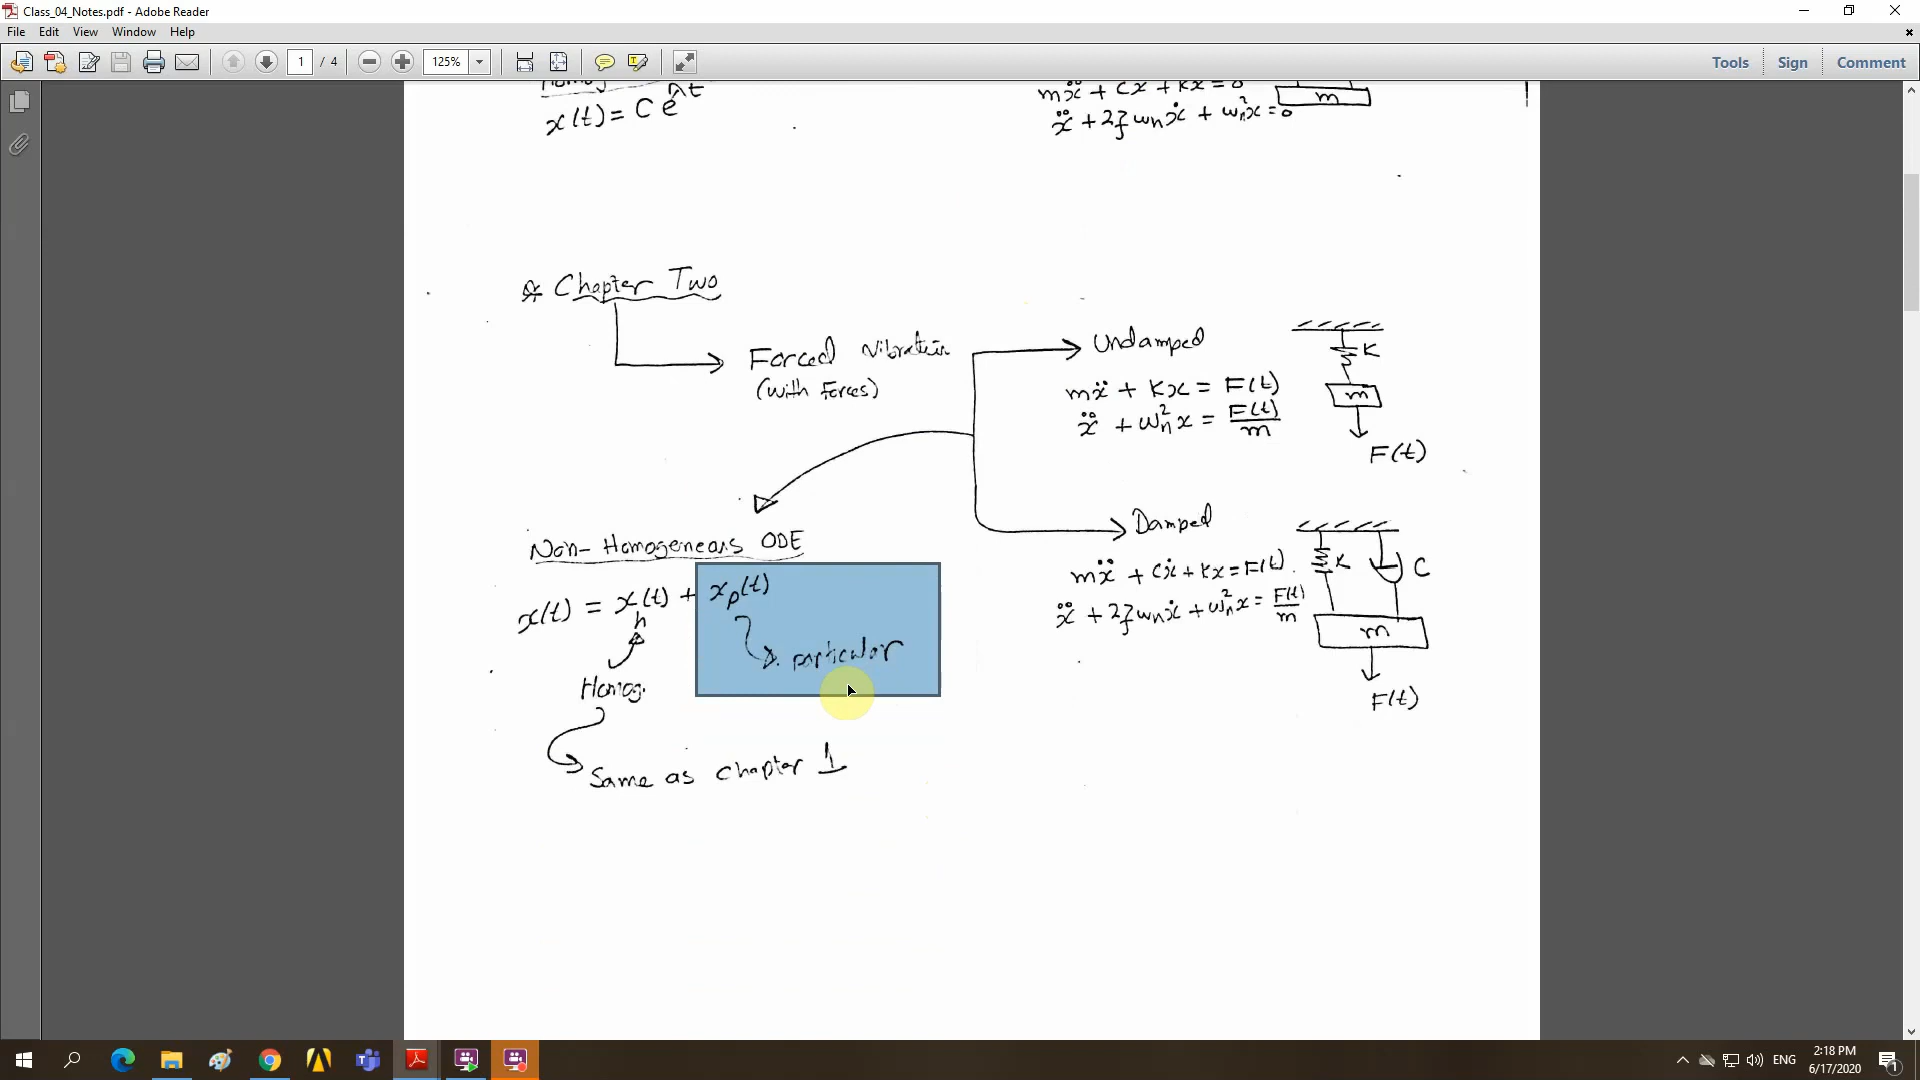 Class_04_Notes.pdf - Adobe Reader
File Edit View Window Help
1 / 4 125% Tools Sign Comment
x(t) = C e^λt
mẍ + cẋ + kx = 0
m
ẍ + 2ζωnẋ + ωn²x = 0
* Chapter Two
Forced Vibration
(with Forces)
Undamped
mẍ + kx = F(t)
ẍ + ωn²x = F(t)/m
K
m
F(t)
Non-Homogeneous ODE
x(t) = xh(t) + xp(t)
particular
Homog.
Same as chapter 1
Damped
mẍ + cẋ + kx = F(t).
ẍ + 2ζωnẋ + ωn²x = F(t)/m
K
C
m
F(t)
ENG
2:18 PM
6/17/2020
1